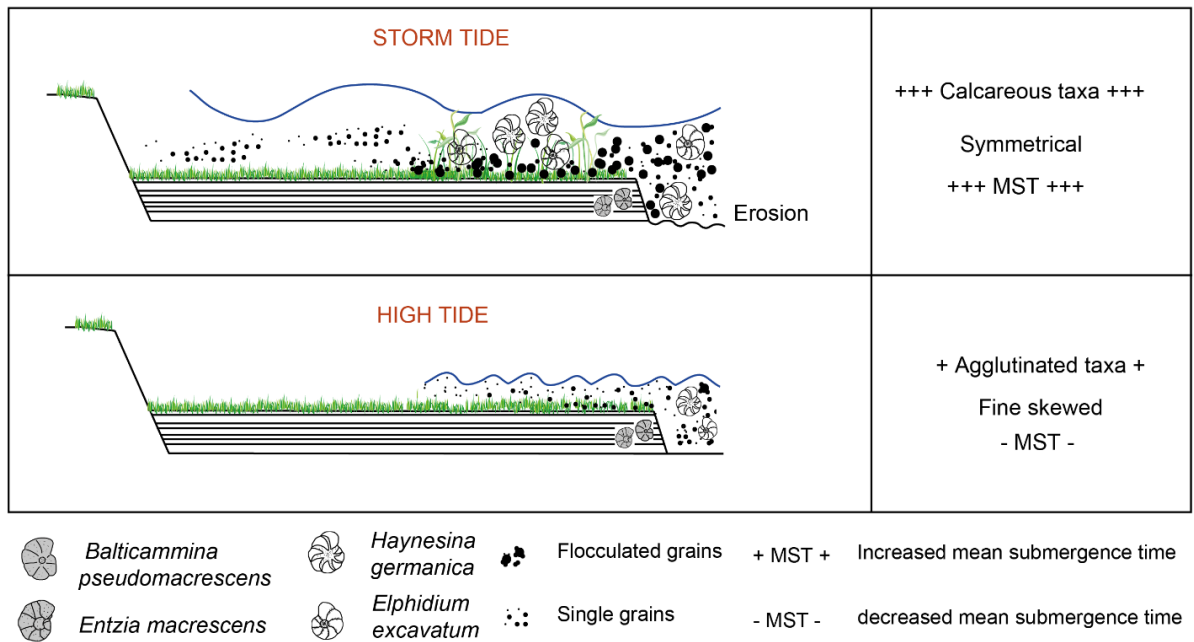 STORM TIDE
+++ Calcareous taxa +++
Symmetrical
+++ MST +++
Erosion
HIGH TIDE
+ Agglutinated taxa +
Fine skewed
- MST -
Balticammina
pseudomacrescens
Haynesina
germanica
Flocculated grains
+ MST +
Increased mean submergence time
Entzia macrescens
Elphidium
excavatum
Single grains
- MST -
decreased mean submergence time